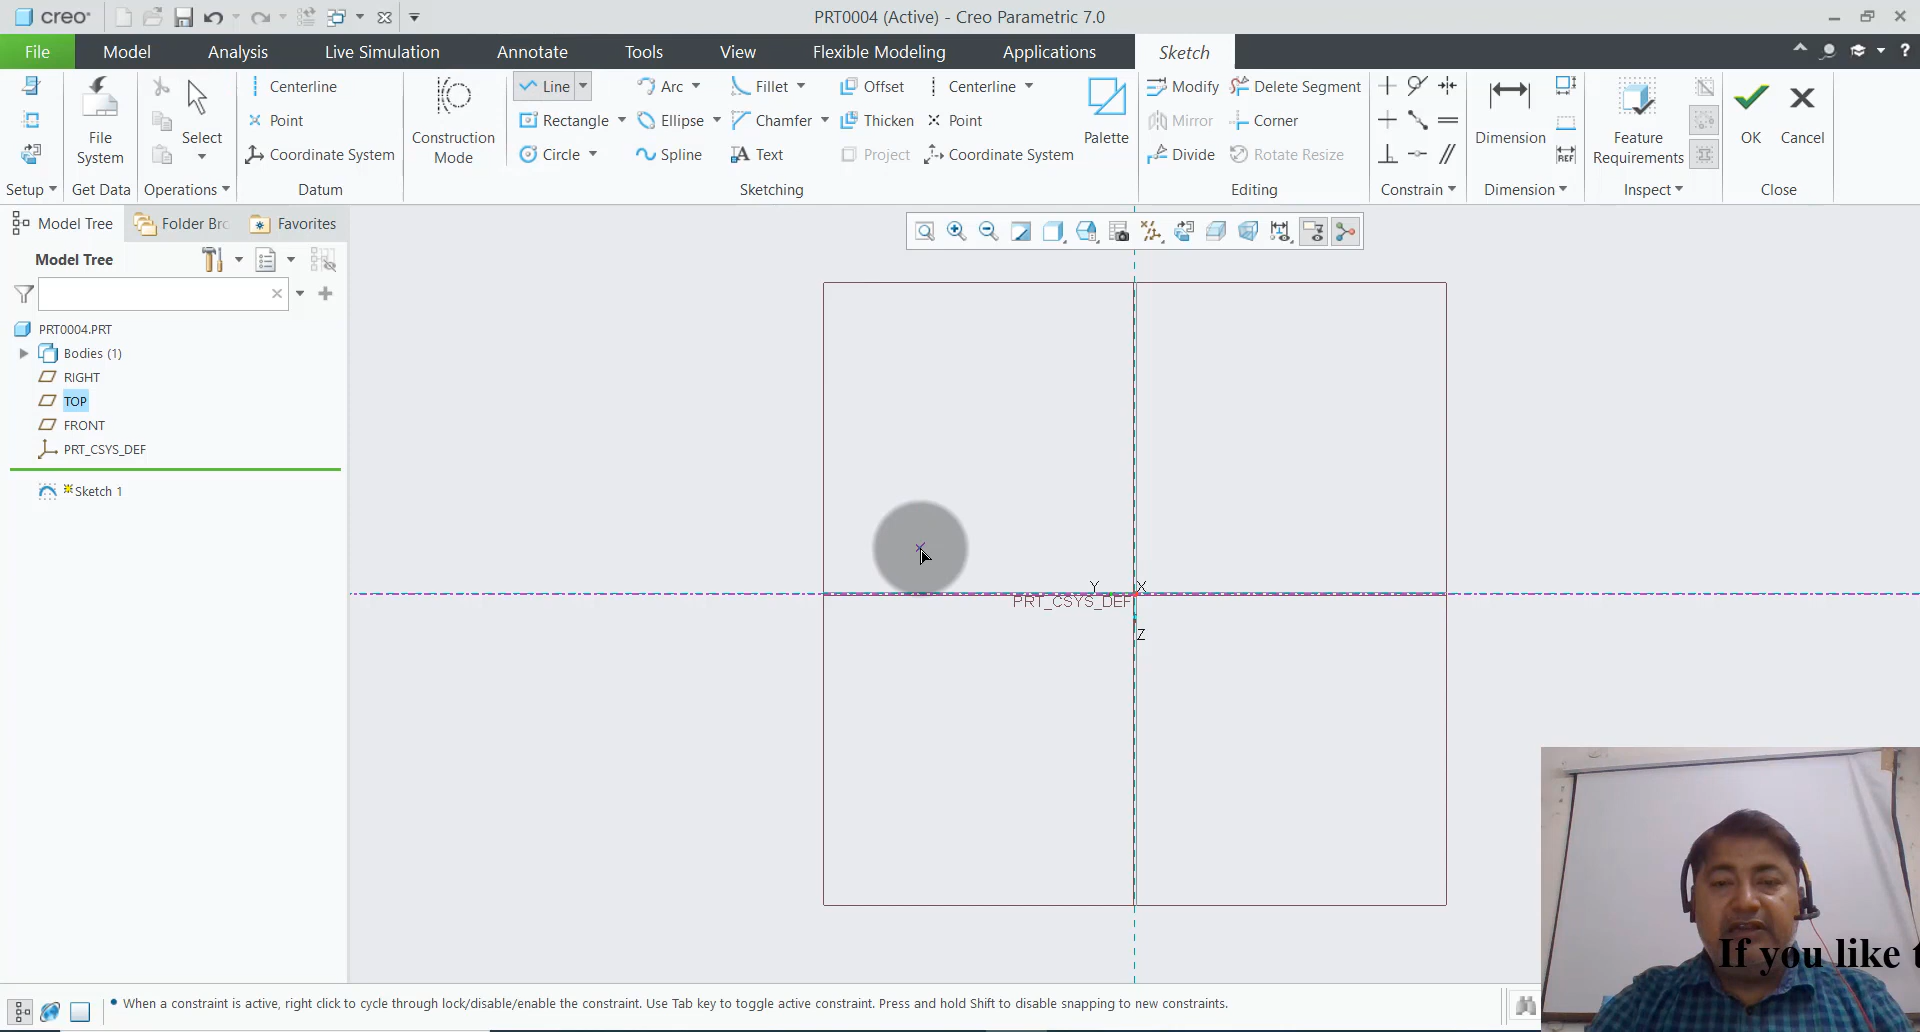 creo
PRT0004 (Active) - Creo Parametric 7.0
File Model Analysis Live Simulation Annotate Tools View Flexible Modeling Applications Sketch
Centerline Line Arc Fillet Offset Centerline Modify Delete Segment
Point Rectangle Ellipse Chamfer Thicken Point Mirror Corner
File System Select Coordinate System Construction Mode Circle Spline Text Project Coordinate System Palette Divide Rotate Resize Dimension REF Feature Requirements OK Cancel
Setup Get Data Operations Datum Sketching Editing Constrain Dimension Inspect Close
Model Tree Folder Br Favorites
Model Tree
PRT0004.PRT
Bodies (1)
RIGHT
TOP
FRONT
PRT_CSYS_DEF
Sketch 1
Y X
PRT_CSYS_DEF
Z
If you like t
• When a constraint is active, right click to cycle through lock/disable/enable the constraint. Use Tab key to toggle active constraint. Press and hold Shift to disable snapping to new constraints.